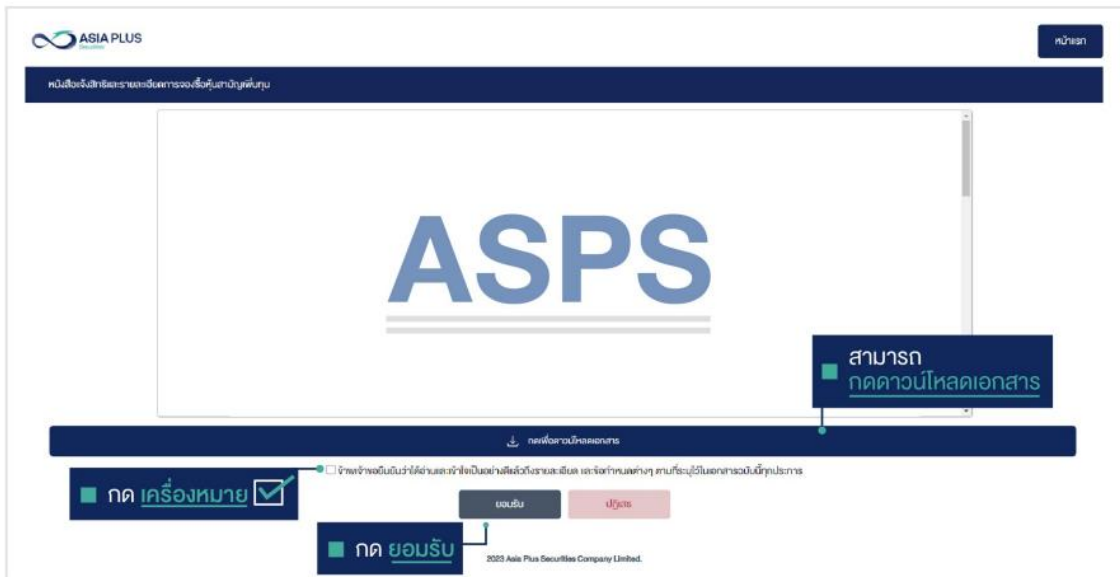 ASIA PLUS
Securities
หน้าแรก
หนังสือแจ้งสิทธิและรายละเอียดการจองซื้อหุ้นสามัญเพิ่มทุน
ASPS
สามารถ
กดดาวน์โหลดเอกสาร
กดเพื่อดาวน์โหลดเอกสาร
ข้าพเจ้าขอยืนยันว่าได้อ่านและเข้าใจเป็นอย่างดีแล้วถึงรายละเอียด และข้อกำหนดต่างๆ ตามที่ระบุไว้ในเอกสารฉบับนี้ทุกประการ
กด เครื่องหมาย
ยอมรับ
ปฏิเสธ
กด ยอมรับ
2023 Asia Plus Securities Company Limited.